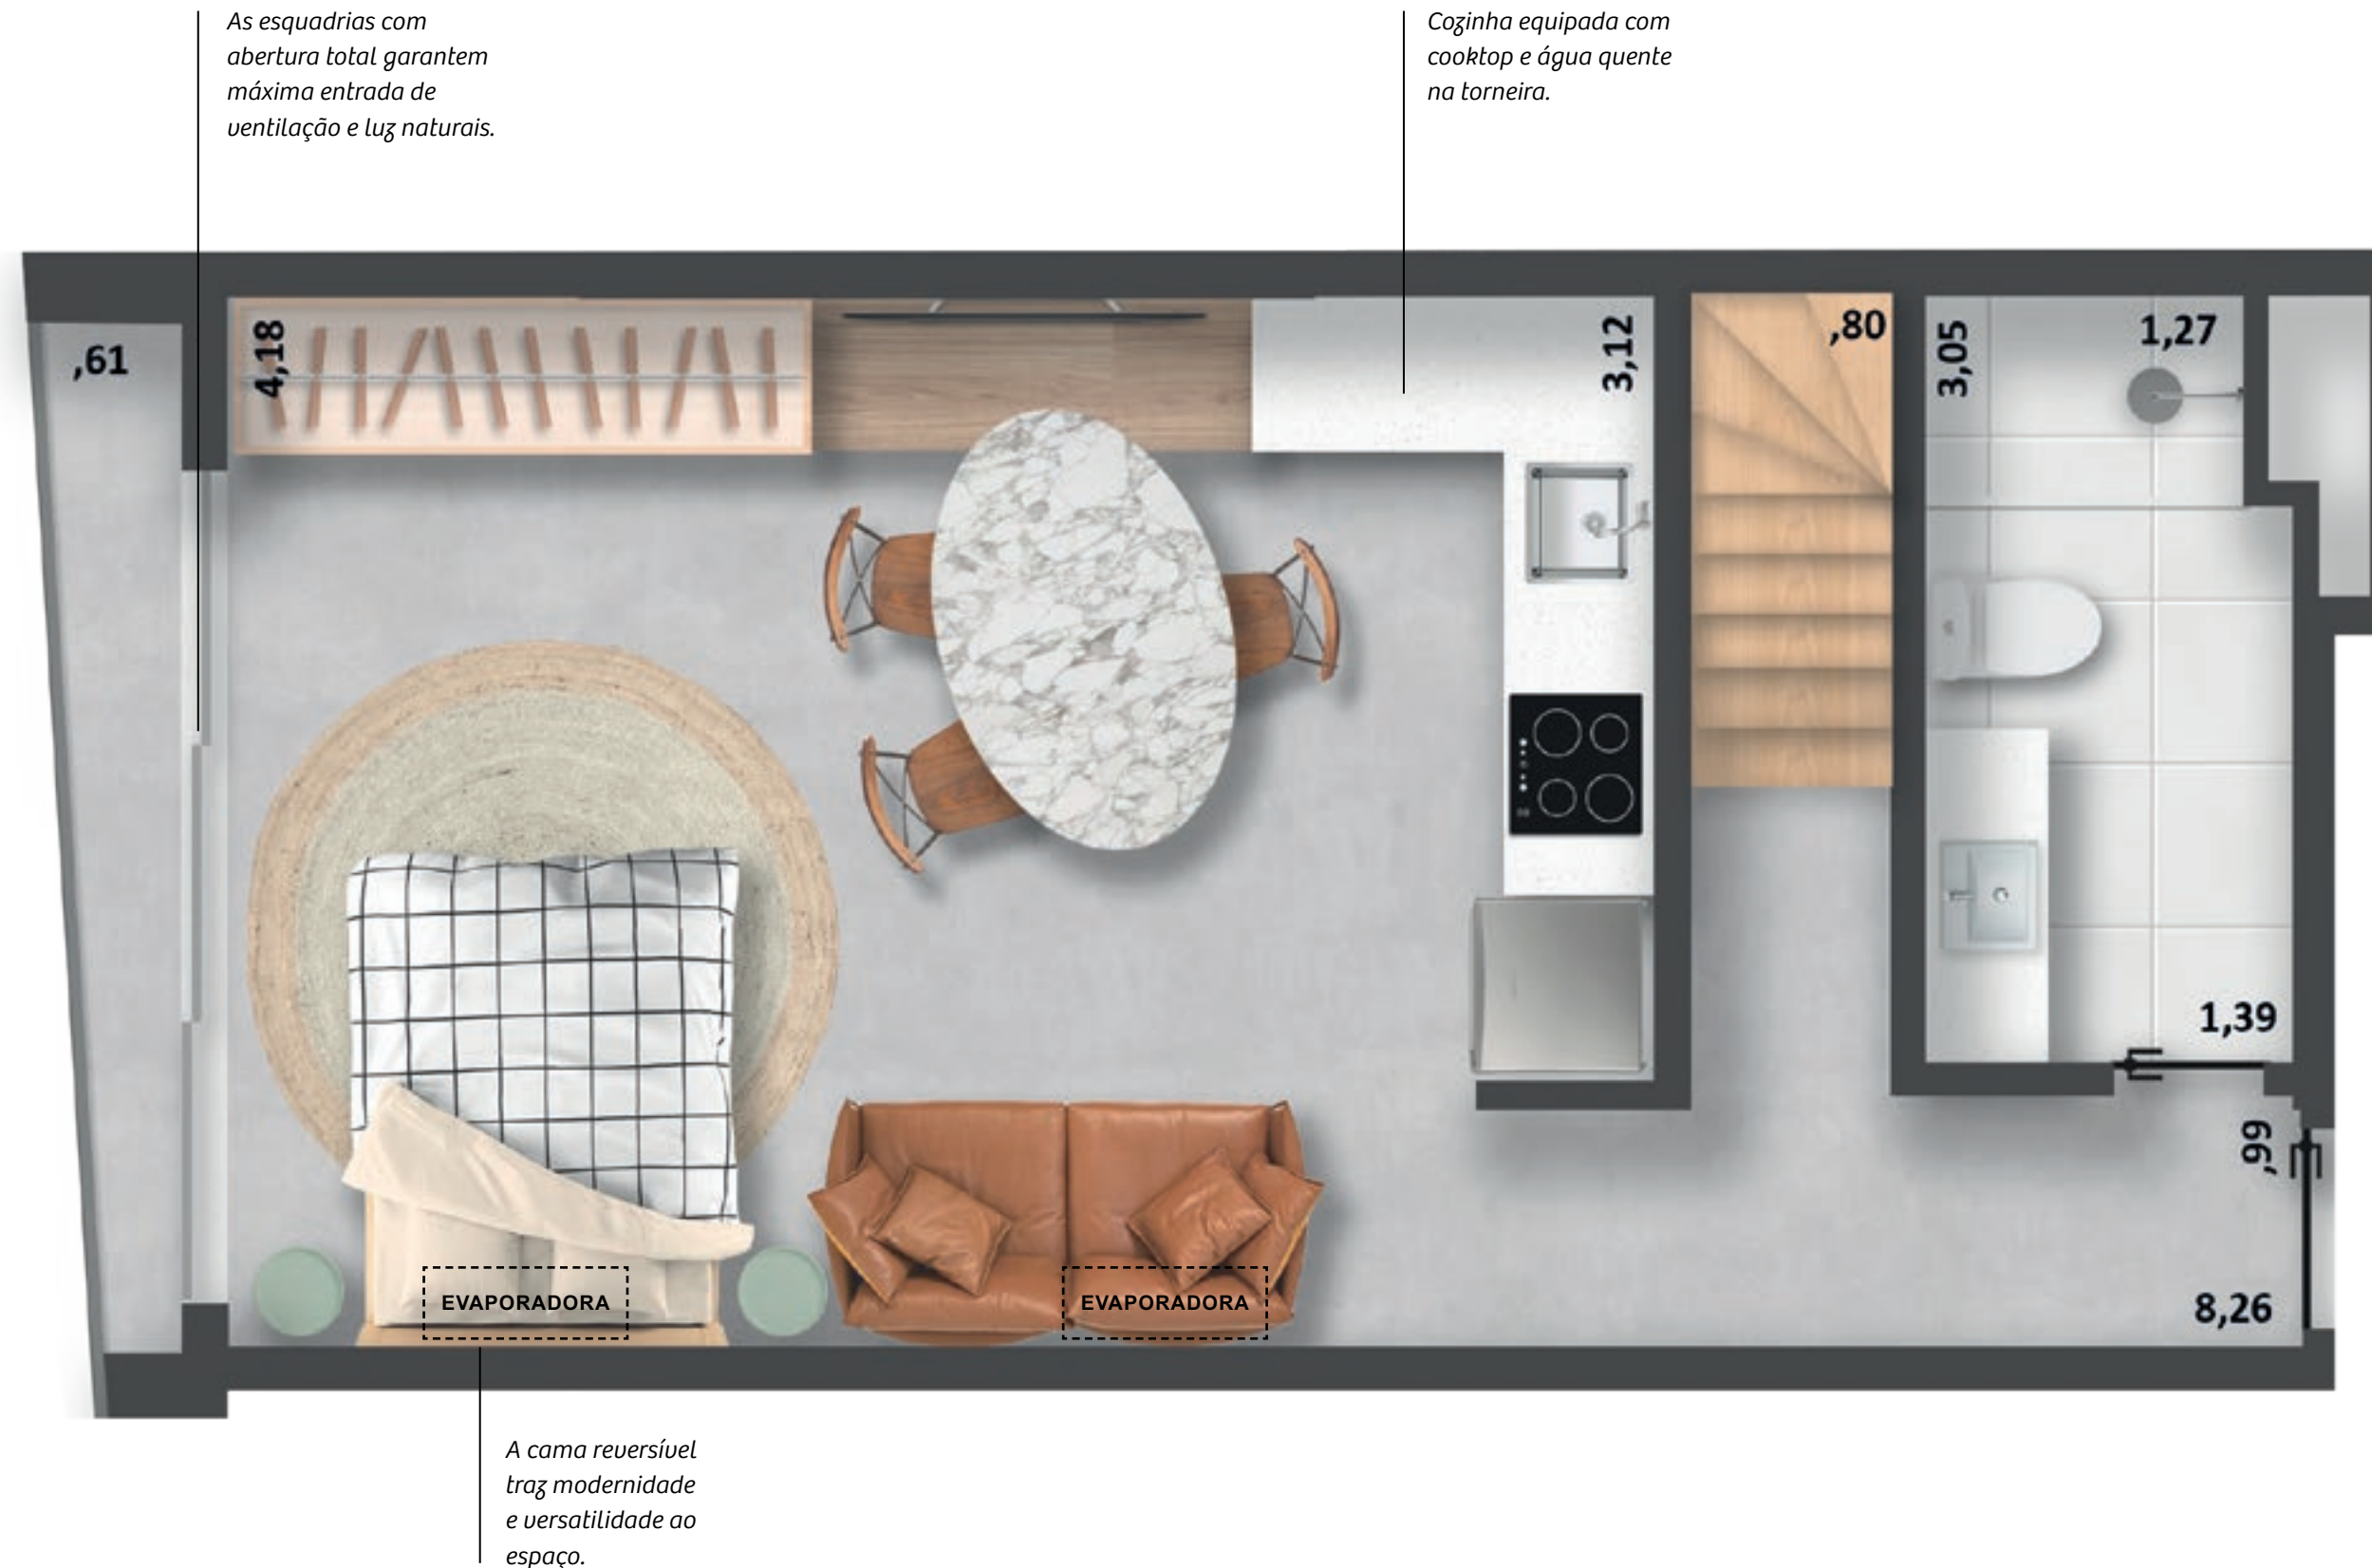 As esquadrias com
abertura total garantem
máxima entrada de
ventilação e luz naturais.
Cozinha equipada com
cooktop e água quente
na torneira.
,61
4,18
3,12
,80
3,05
1,27
1,39
,99
8,26
EVAPORADORA
EVAPORADORA
A cama reversível
traz modernidade
e versatilidade ao
espaço.